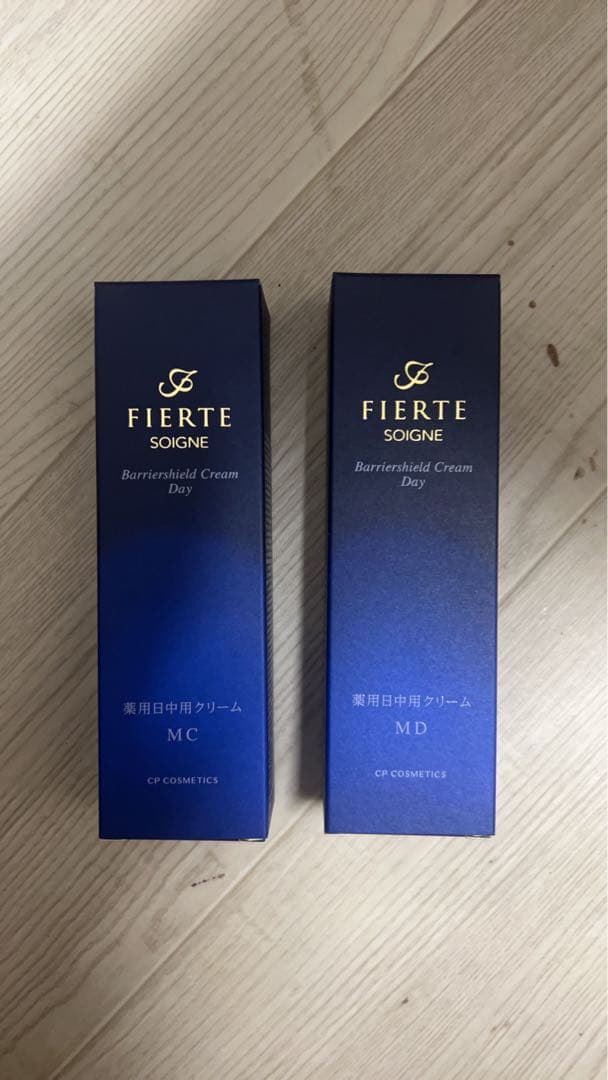 FIERTE
SOIGNE
Barriershield Cream
Day
薬用日中用クリーム
MC
CP COSMETICS
FIERTE
SOIGNE
Barriershield Cream
Day
薬用日中用クリーム
MD
CP COSMETICS